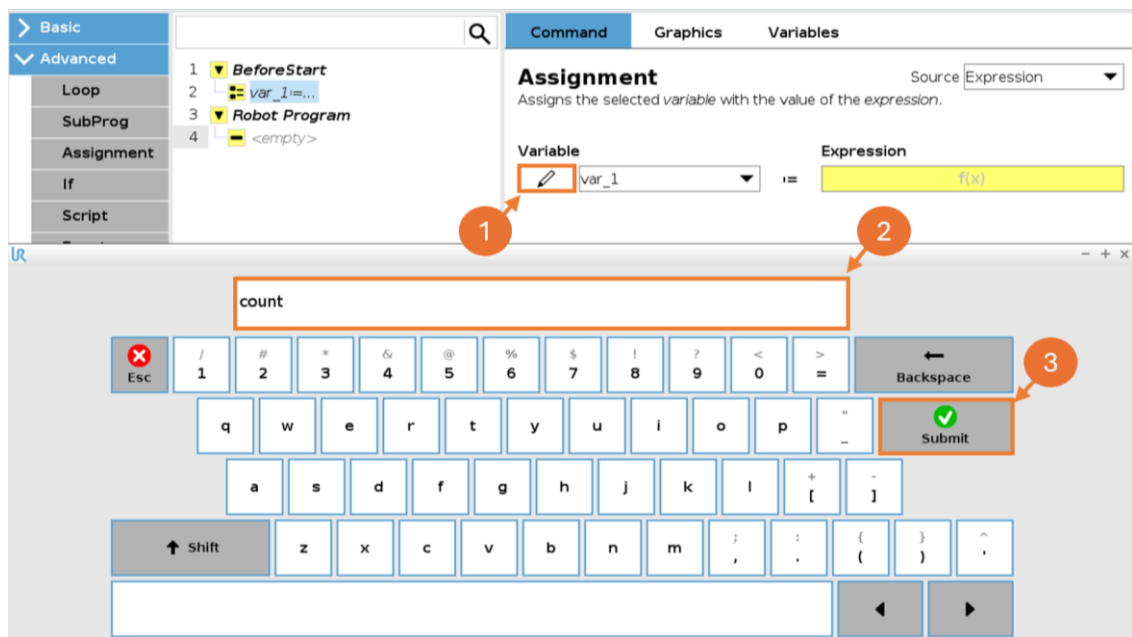 Basic
Advanced
Loop
SubProg
Assignment
If
Script
1 BeforeStart
2 var_1:=...
3 Robot Program
4 <empty>
Command Graphics Variables
Assignment
Source Expression
Assigns the selected variable with the value of the expression.
Variable Expression
var_1 := f(x)
1
2
UR
- + ×
count
3
Esc
/ # * & @ % $ ! ? < >
1 2 3 4 5 6 7 8 9 0 =
Backspace
"
q w e r t y u i o p _
Submit
+ -
a s d f g h j k l [ ]
; : { } ^
Shift z x c v b n m , . ( ) '